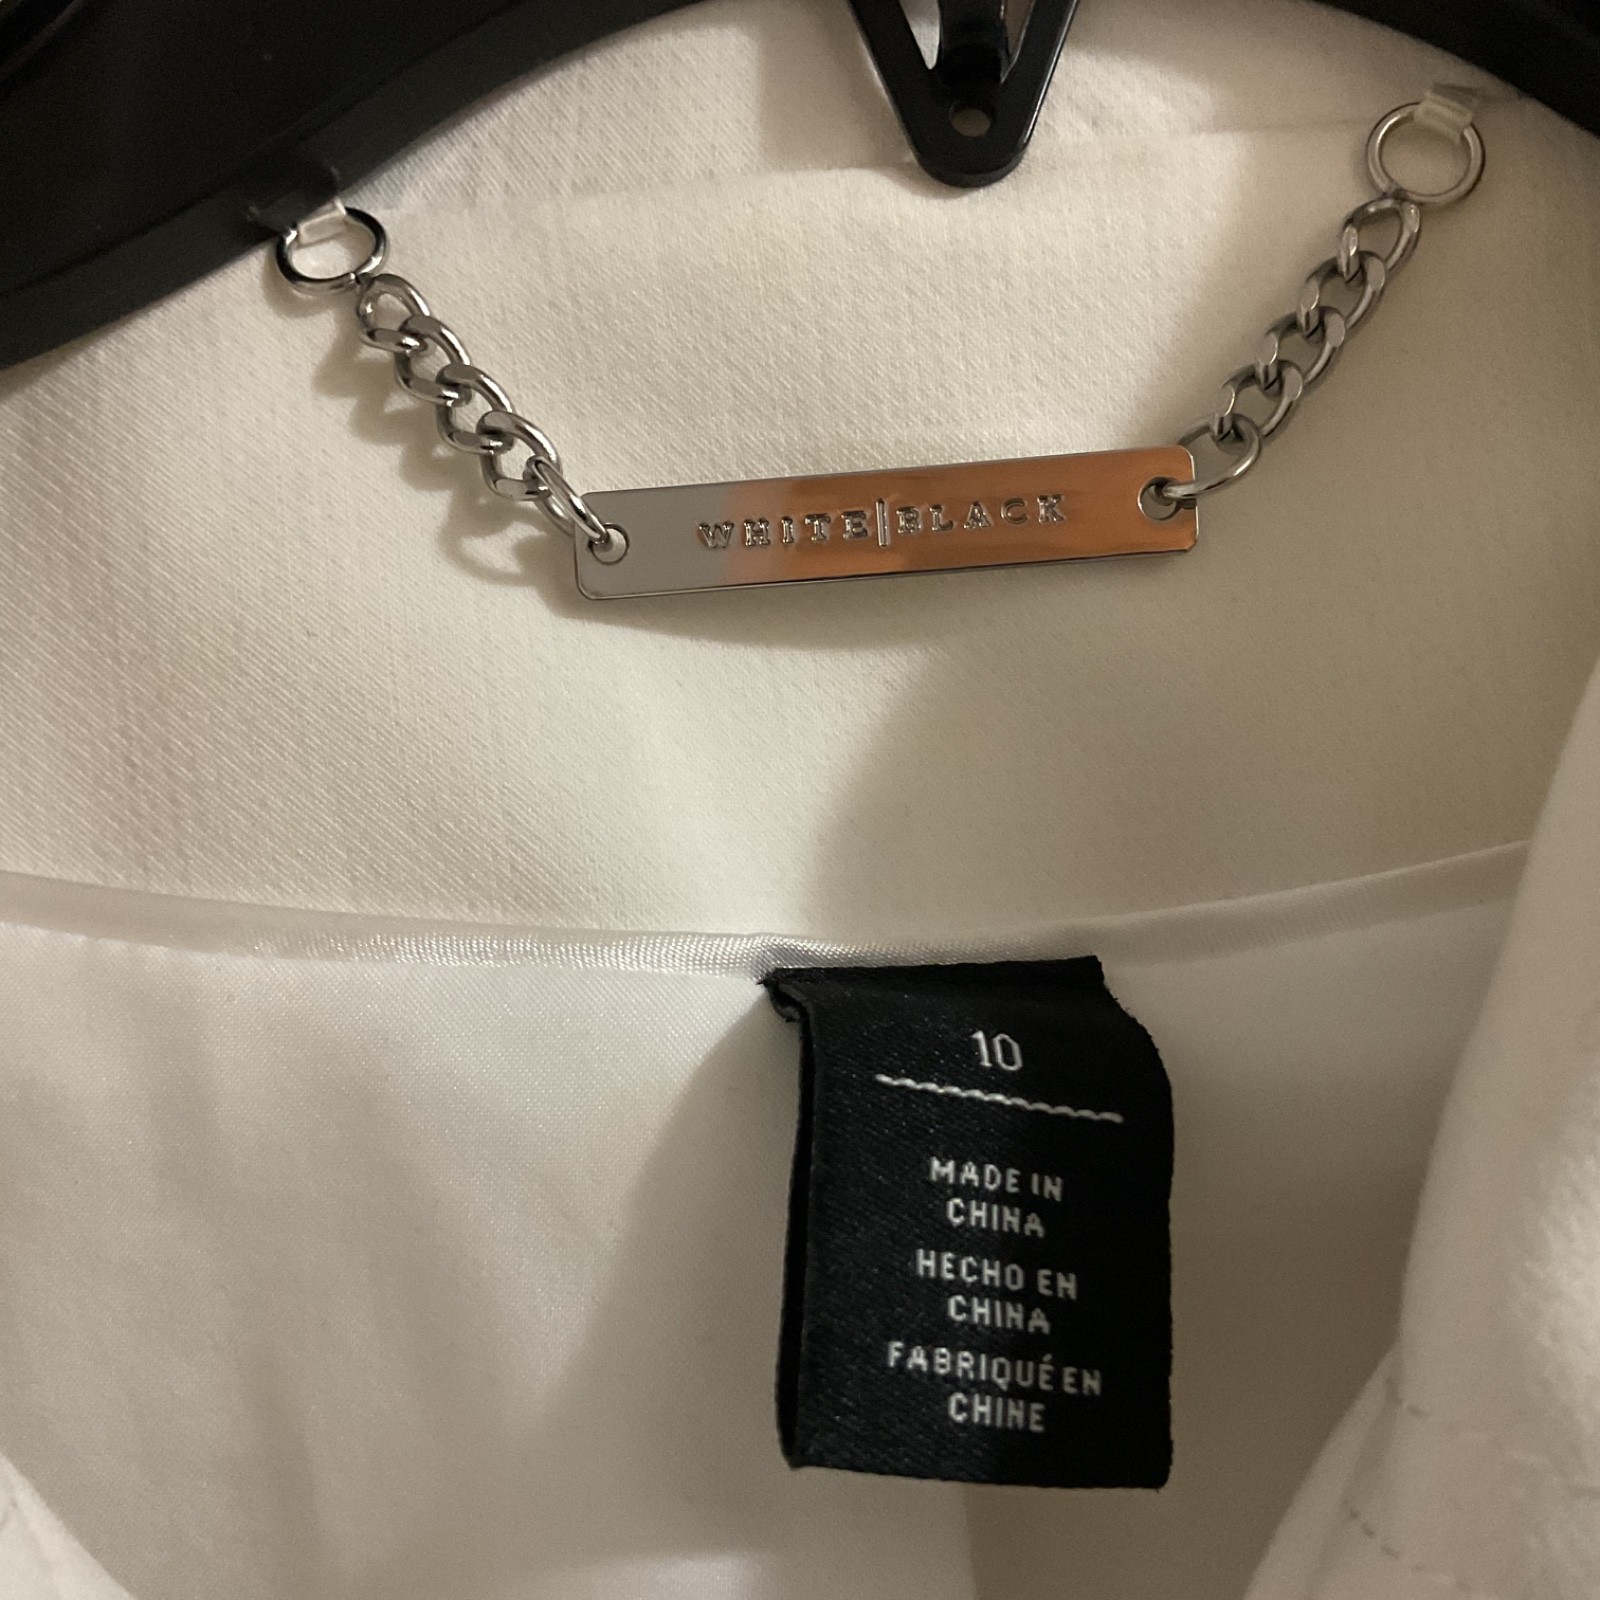 WHITE|BLACK
10
MADE IN
CHINA
HECHO EN
CHINA
FABRIQUÉ EN
CHINE